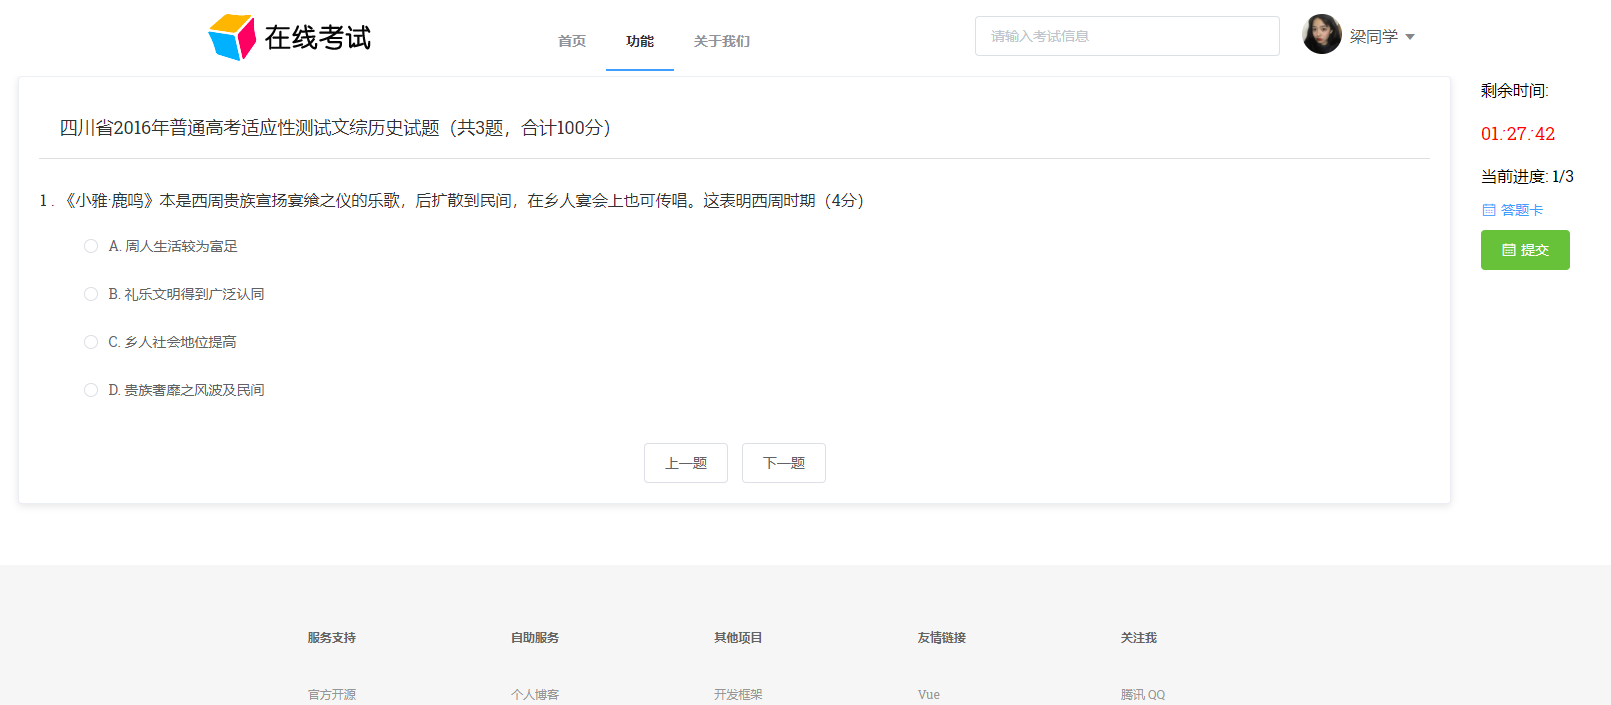 在线考试
首页 功能 关于我们
请输入考试信息
梁同学
四川省2016年普通高考适应性测试文综历史试题（共3题，合计100分）
1 . 《小雅·鹿鸣》本是西周贵族宣扬宴飨之仪的乐歌，后扩散到民间，在乡人宴会上也可传唱。这表明西周时期（4分）
A. 周人生活较为富足
B. 礼乐文明得到广泛认同
C. 乡人社会地位提高
D. 贵族奢靡之风波及民间
上一题 下一题
剩余时间:
01:27:42
当前进度: 1/3
答题卡
提交
服务支持 自助服务 其他项目 友情链接 关注我
官方开源 个人博客 开发框架 Vue 腾讯 QQ